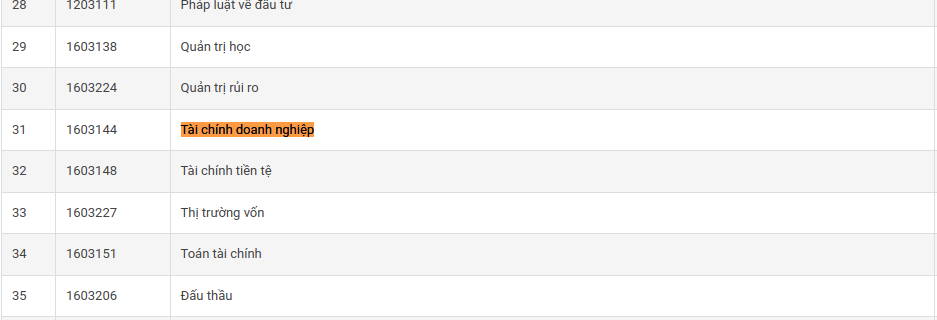 28 1203111 Pháp luật về đầu tư
29 1603138 Quản trị học
30 1603224 Quản trị rủi ro
31 1603144 Tài chính doanh nghiệp
32 1603148 Tài chính tiền tệ
33 1603227 Thị trường vốn
34 1603151 Toán tài chính
35 1603206 Đấu thầu